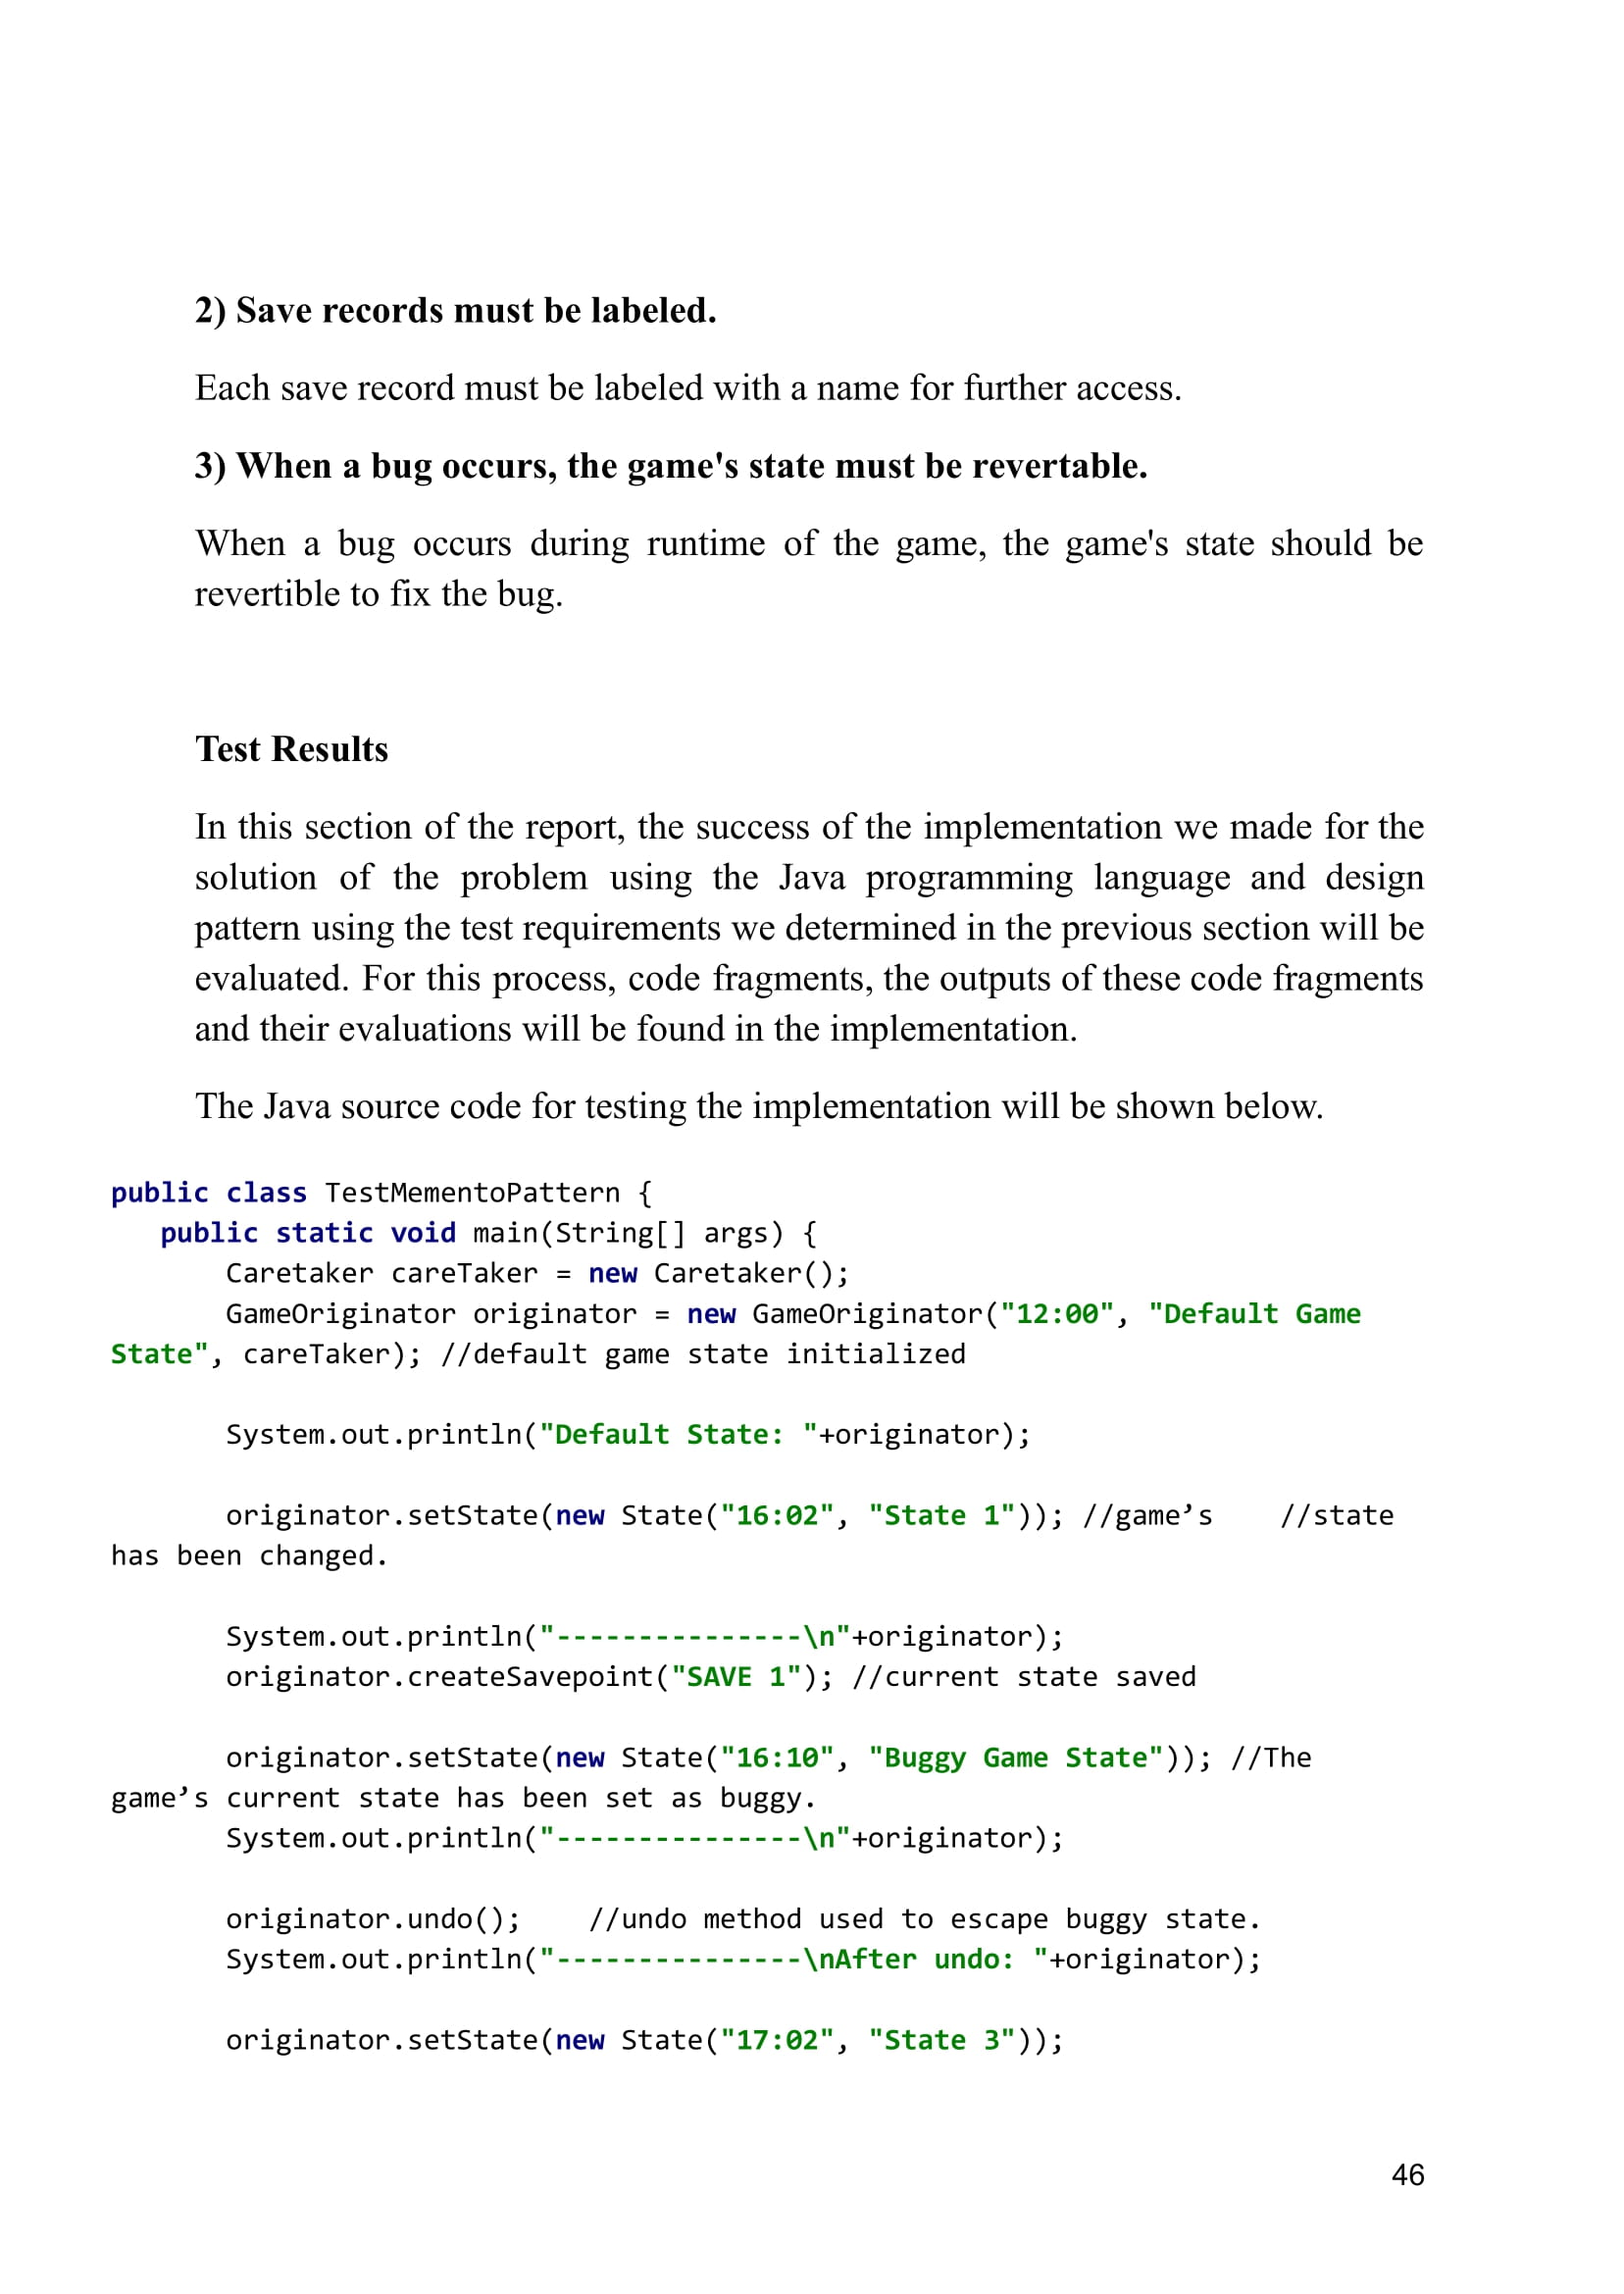 2) Save records must be labeled.
Each save record must be labeled with a name for further access.
3) When a bug occurs, the game's state must be revertable.
When a bug occurs during runtime of the game, the game's state should be
revertible to fix the bug.
Test Results
In this section of the report, the success of the implementation we made for the
solution of the problem using the Java programming language and design
pattern using the test requirements we determined in the previous section will be
evaluated. For this process, code fragments, the outputs of these code fragments
and their evaluations will be found in the implementation.
The Java source code for testing the implementation will be shown below.
public class TestMementoPattern {
   public static void main(String[] args) {
       Caretaker careTaker = new Caretaker();
       GameOriginator originator = new GameOriginator("12:00", "Default Game
State", careTaker); //default game state initialized
       System.out.println("Default State: "+originator);
       originator.setState(new State("16:02", "State 1")); //game’s    //state
has been changed.
       System.out.println("---------------\n"+originator);
       originator.createSavepoint("SAVE 1"); //current state saved
       originator.setState(new State("16:10", "Buggy Game State")); //The
game’s current state has been set as buggy.
       System.out.println("---------------\n"+originator);
       originator.undo();    //undo method used to escape buggy state.
       System.out.println("---------------\nAfter undo: "+originator);
       originator.setState(new State("17:02", "State 3"));
46